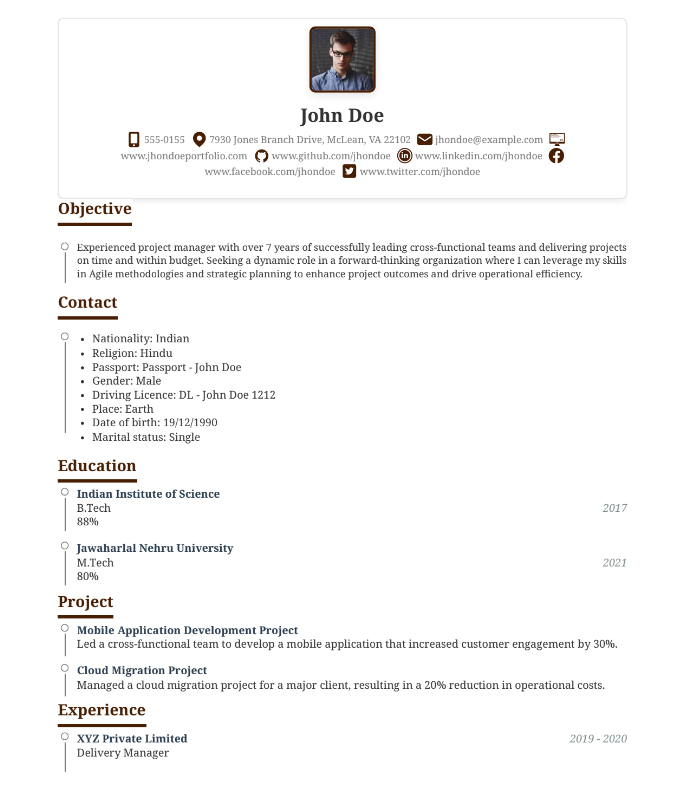 John Doe
555-0155 7930 Jones Branch Drive, McLean, VA 22102 jhondoe@example.com
www.jhondoeportfolio.com www.github.com/jhondoe www.linkedin.com/jhondoe
www.facebook.com/jhondoe www.twitter.com/jhondoe
Objective
Experienced project manager with over 7 years of successfully leading cross-functional teams and delivering projects
on time and within budget. Seeking a dynamic role in a forward-thinking organization where I can leverage my skills
in Agile methodologies and strategic planning to enhance project outcomes and drive operational efficiency.
Contact
• Nationality: Indian
• Religion: Hindu
• Passport: Passport - John Doe
• Gender: Male
• Driving Licence: DL - John Doe 1212
• Place: Earth
• Date of birth: 19/12/1990
• Marital status: Single
Education
Indian Institute of Science
B.Tech 2017
88%
Jawaharlal Nehru University
M.Tech 2021
80%
Project
Mobile Application Development Project
Led a cross-functional team to develop a mobile application that increased customer engagement by 30%.
Cloud Migration Project
Managed a cloud migration project for a major client, resulting in a 20% reduction in operational costs.
Experience
XYZ Private Limited 2019 - 2020
Delivery Manager